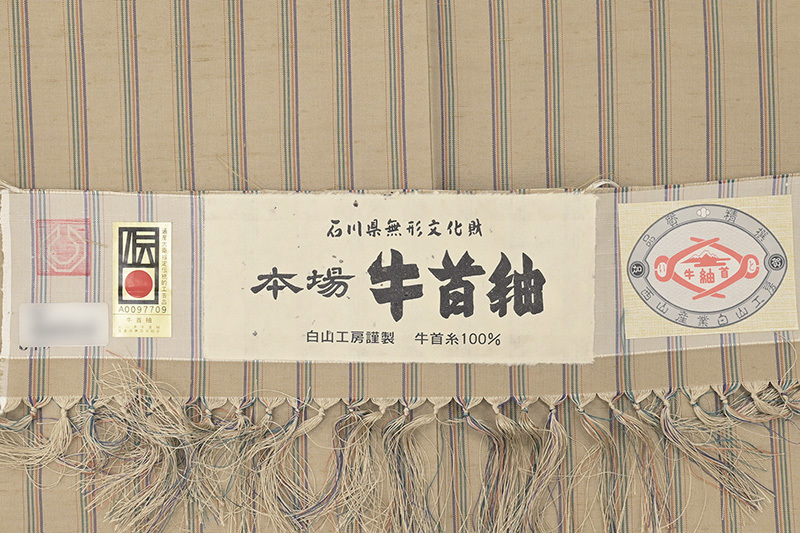 石川県無形文化財
本場 牛首紬
白山工房謹製 牛首糸100%
伝
A0097709
牛首紬
品質精撰
牛紬首
西山産業白山工房